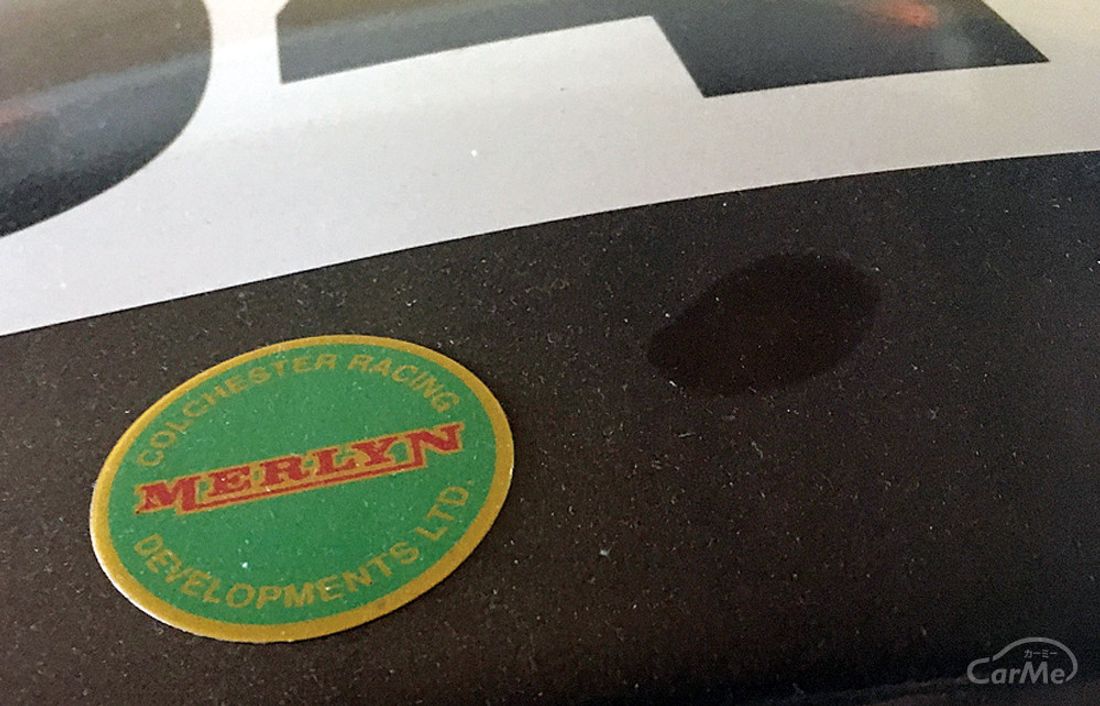 COLCHESTER RACING
MERLYN
DEVELOPMENTS LTD.
カーミー
CarMe